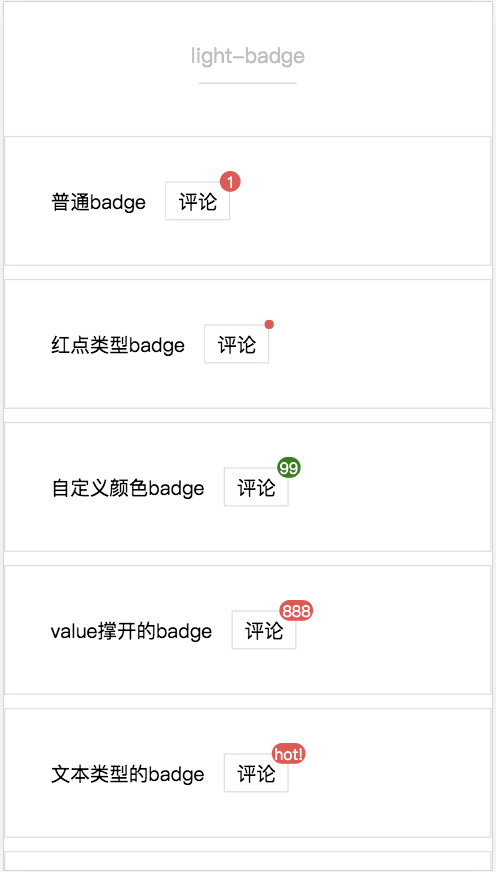 light-badge
普通badge 评论 1
红点类型badge 评论
自定义颜色badge 评论 99
value撑开的badge 评论 888
文本类型的badge 评论 hot!